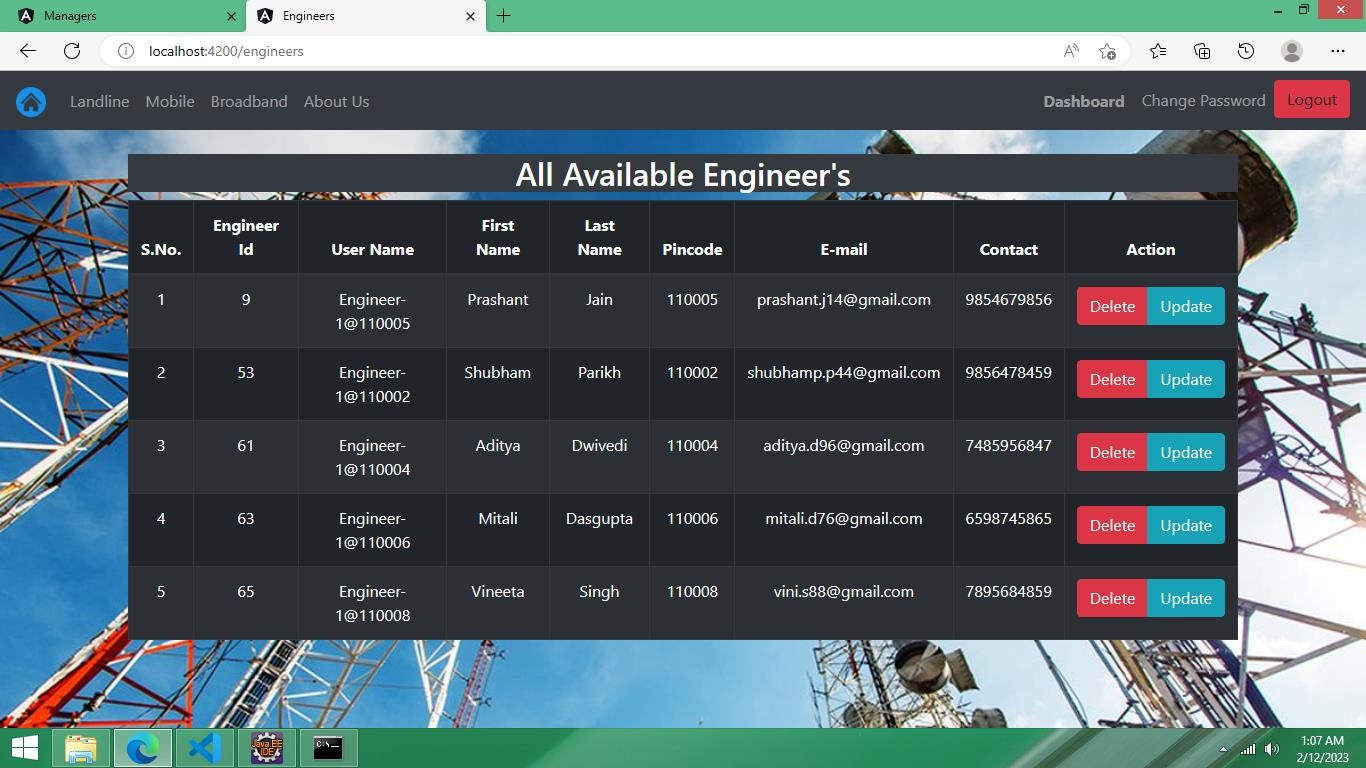 Managers
Engineers
localhost:4200/engineers
Landline Mobile Broadband About Us Dashboard Change Password Logout
All Available Engineer's
S.No. Engineer Id User Name First Name Last Name Pincode E-mail Contact Action
1 9 Engineer-1@110005 Prashant Jain 110005 prashant.j14@gmail.com 9854679856 Delete Update
2 53 Engineer-1@110002 Shubham Parikh 110002 shubhamp.p44@gmail.com 9856478459 Delete Update
3 61 Engineer-1@110004 Aditya Dwivedi 110004 aditya.d96@gmail.com 7485956847 Delete Update
4 63 Engineer-1@110006 Mitali Dasgupta 110006 mitali.d76@gmail.com 6598745865 Delete Update
5 65 Engineer-1@110008 Vineeta Singh 110008 vini.s88@gmail.com 7895684859 Delete Update
Java EE
IDE
C:\.
1:07 AM
2/12/2023